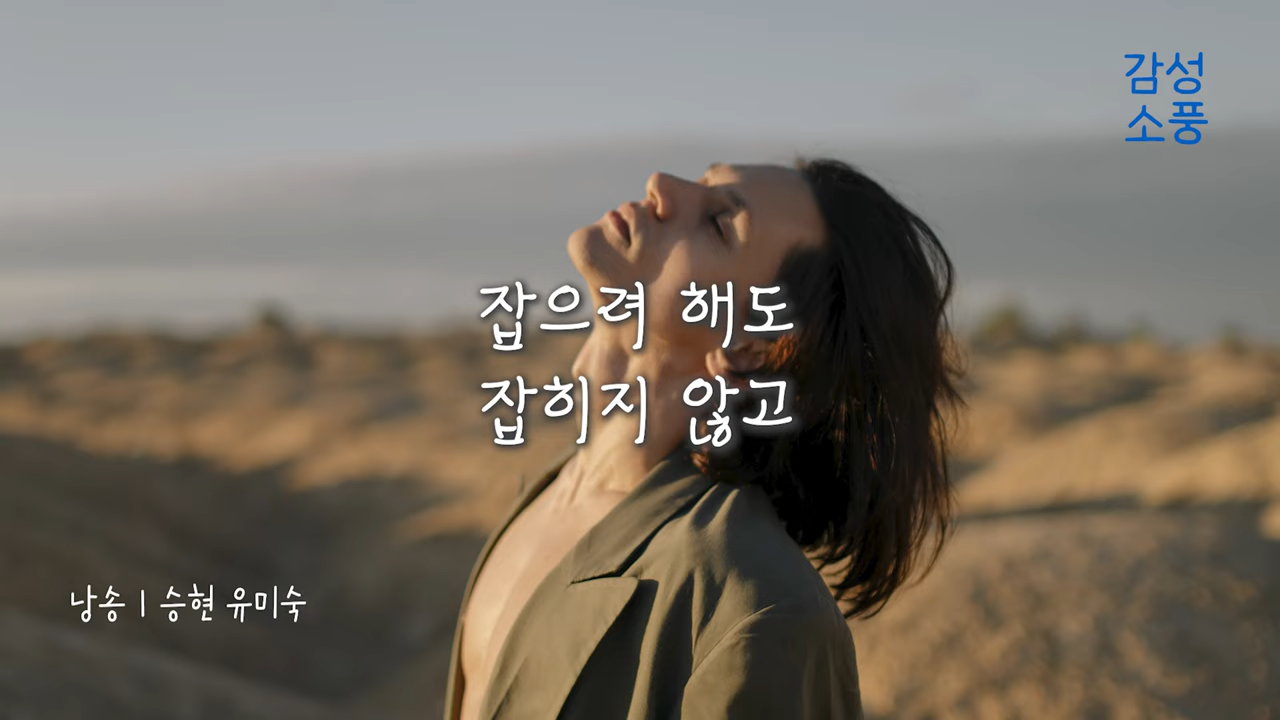 감성
소풍
잡으려 해도
잡히지 않고
낭송 | 승현 유미숙